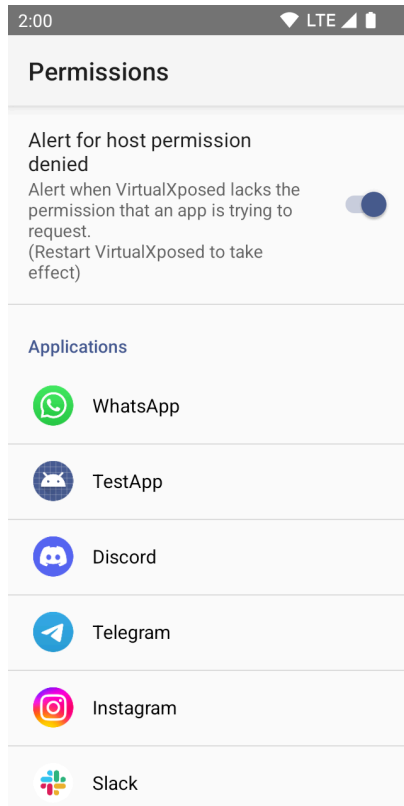 2:00
LTE
Permissions
Alert for host permission
denied
Alert when VirtualXposed lacks the
permission that an app is trying to
request.
(Restart VirtualXposed to take
effect)
Applications
WhatsApp
TestApp
Discord
Telegram
Instagram
Slack